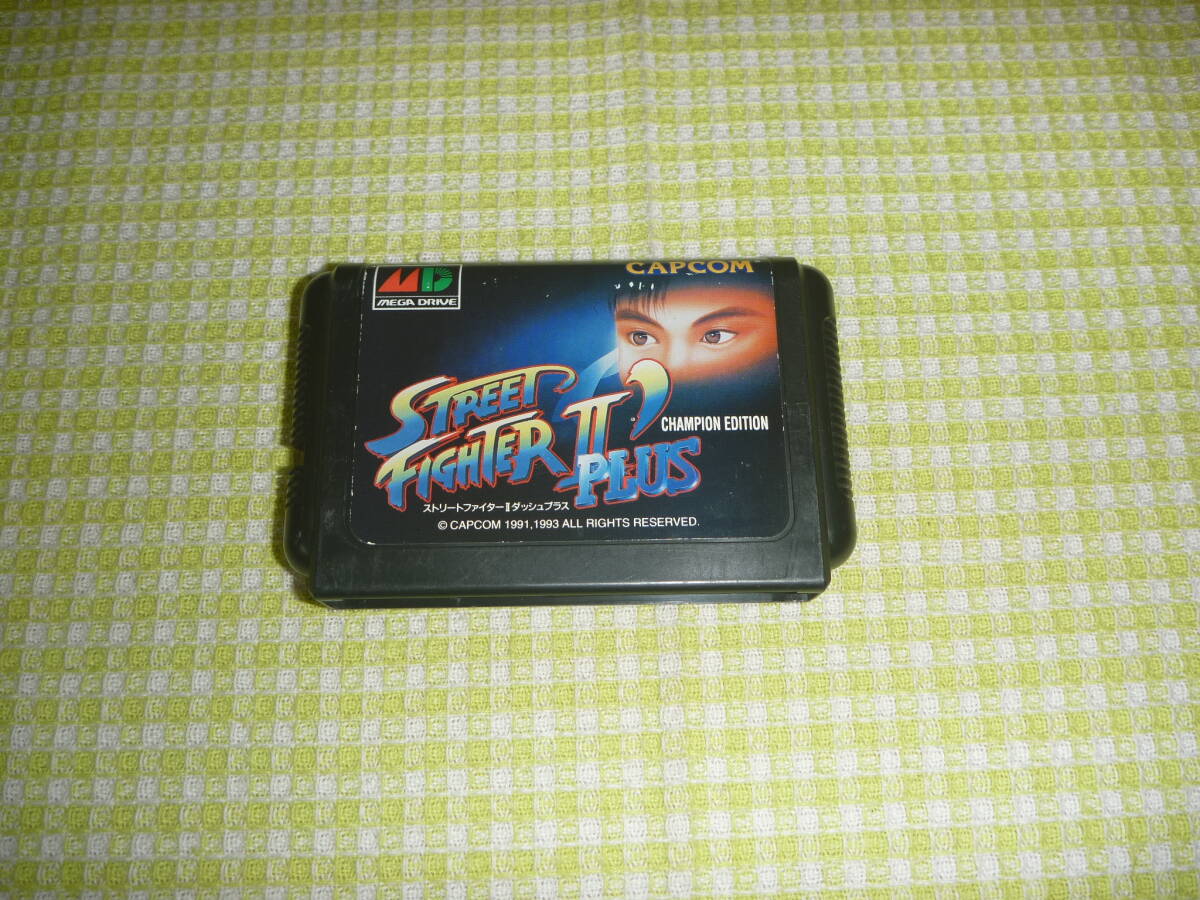 MEGA DRIVE
CAPCOM
STREET
FIGHTER II'
PLUS
CHAMPION EDITION
ストリートファイターIIダッシュプラス
© CAPCOM 1991,1993 ALL RIGHTS RESERVED.